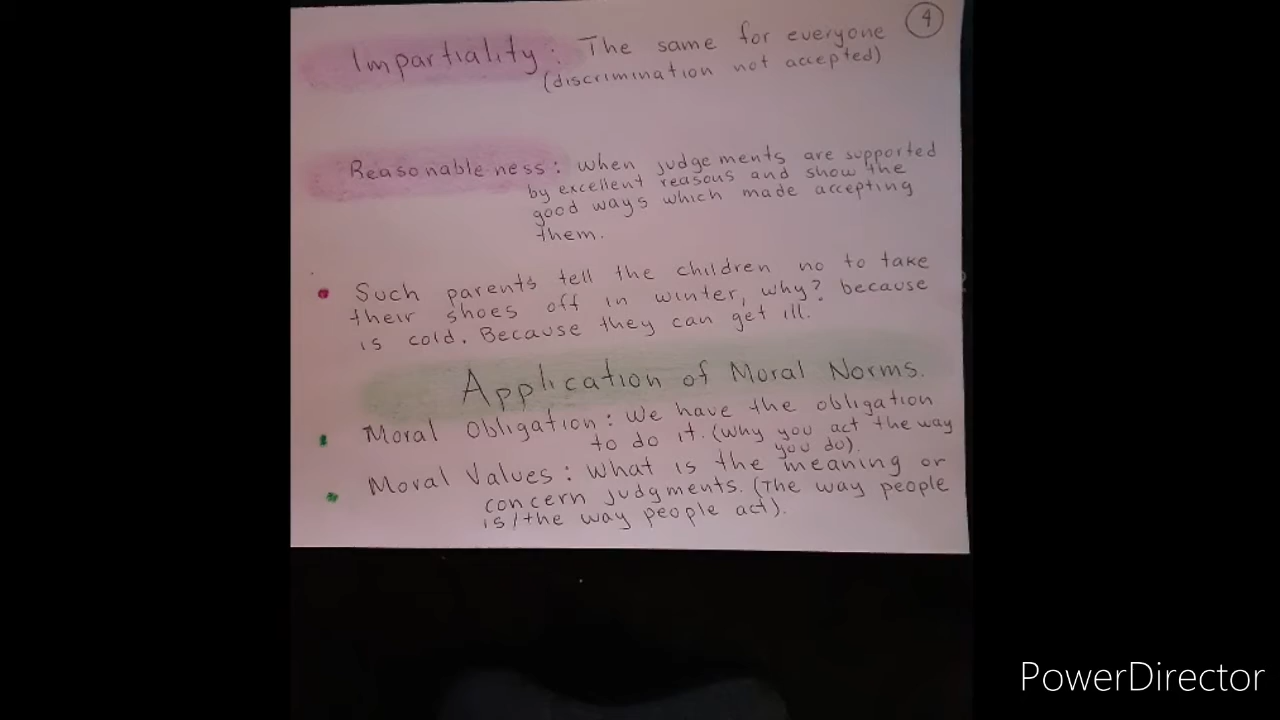 4
Impartiality: The same for everyone
(discrimination not accepted)
Reasonableness: When judgements are supported
by excellent reasons and show the
good ways which made accepting
them.
Such parents tell the children no to take
their shoes off in winter, why? because
is cold. Because they can get ill.
Application of Moral Norms.
Moral Obligation: We have the obligation
to do it. (Why you act the way
you do).
Moral Values: What is the meaning or
concern judgments. (The way people
is/the way people act).
PowerDirector